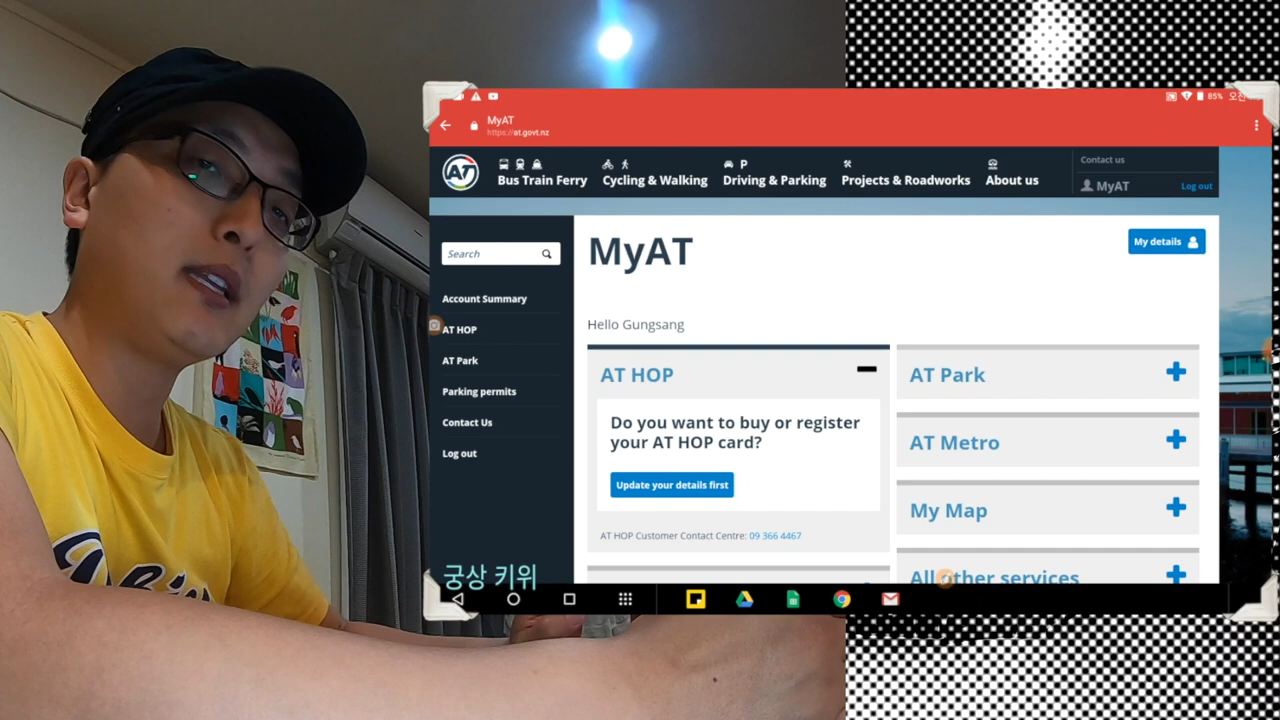 85% 오전
MyAT
https://at.govt.nz
AT
P
Bus Train Ferry
Cycling & Walking
Driving & Parking
Projects & Roadworks
About us
Contact us
MyAT
Log out
Search
Account Summary
AT HOP
AT Park
Parking permits
Contact Us
Log out
MyAT
My details
Hello Gungsang
AT HOP
Do you want to buy or register
your AT HOP card?
Update your details first
AT HOP Customer Contact Centre: 09 366 4467
AT Park
AT Metro
My Map
All other services
궁상 키위